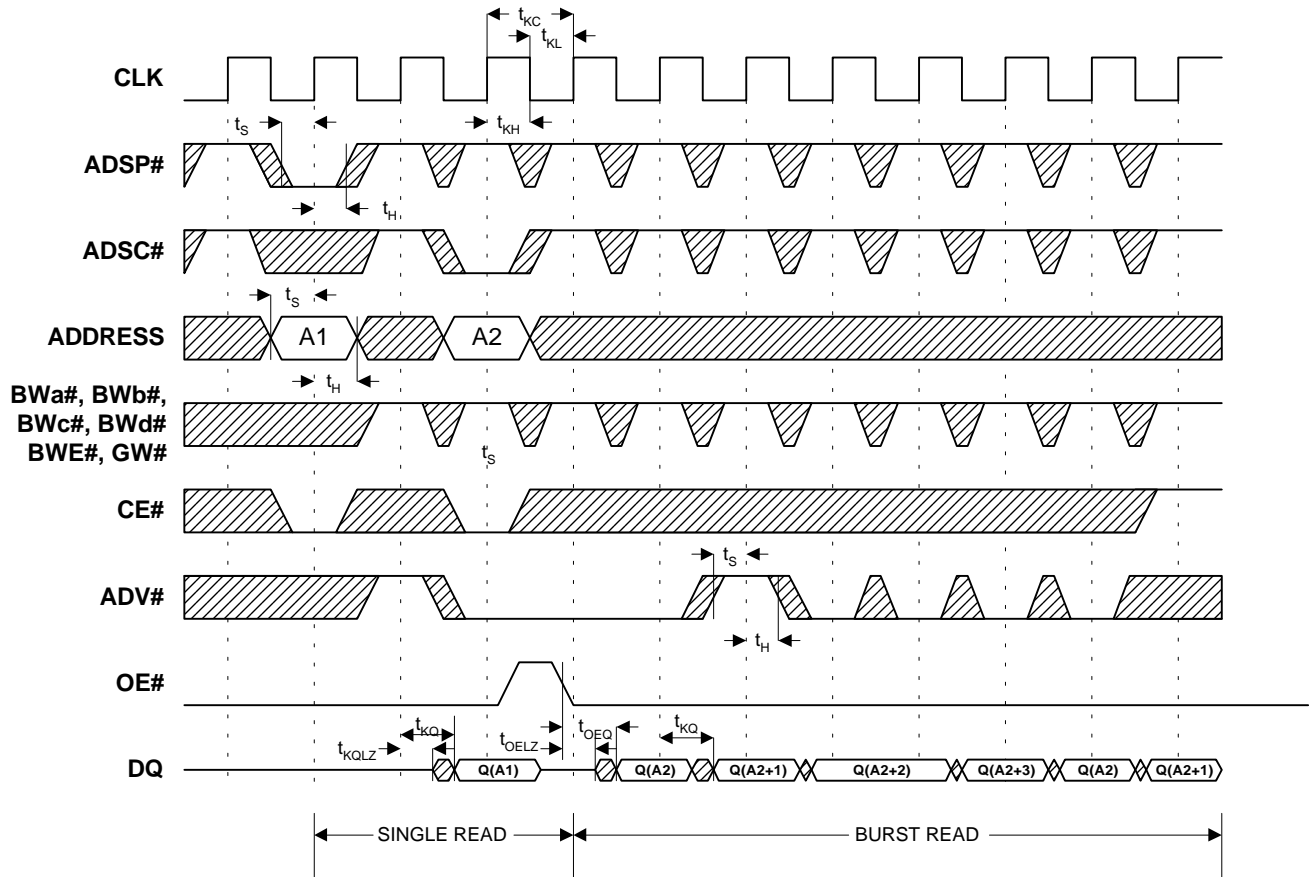 tKC
tKL
CLK
tS
tKH
ADSP#
tH
ADSC#
tS
ADDRESS
A1
A2
tH
BWa#, BWb#,
BWc#, BWd#
BWE#, GW#
tS
CE#
tS
ADV#
tH
OE#
tKQ
tOEQ
tKQ
tKQLZ
tOELZ
DQ
Q(A1)
Q(A2)
Q(A2+1)
Q(A2+2)
Q(A2+3)
Q(A2)
Q(A2+1)
SINGLE READ
BURST READ